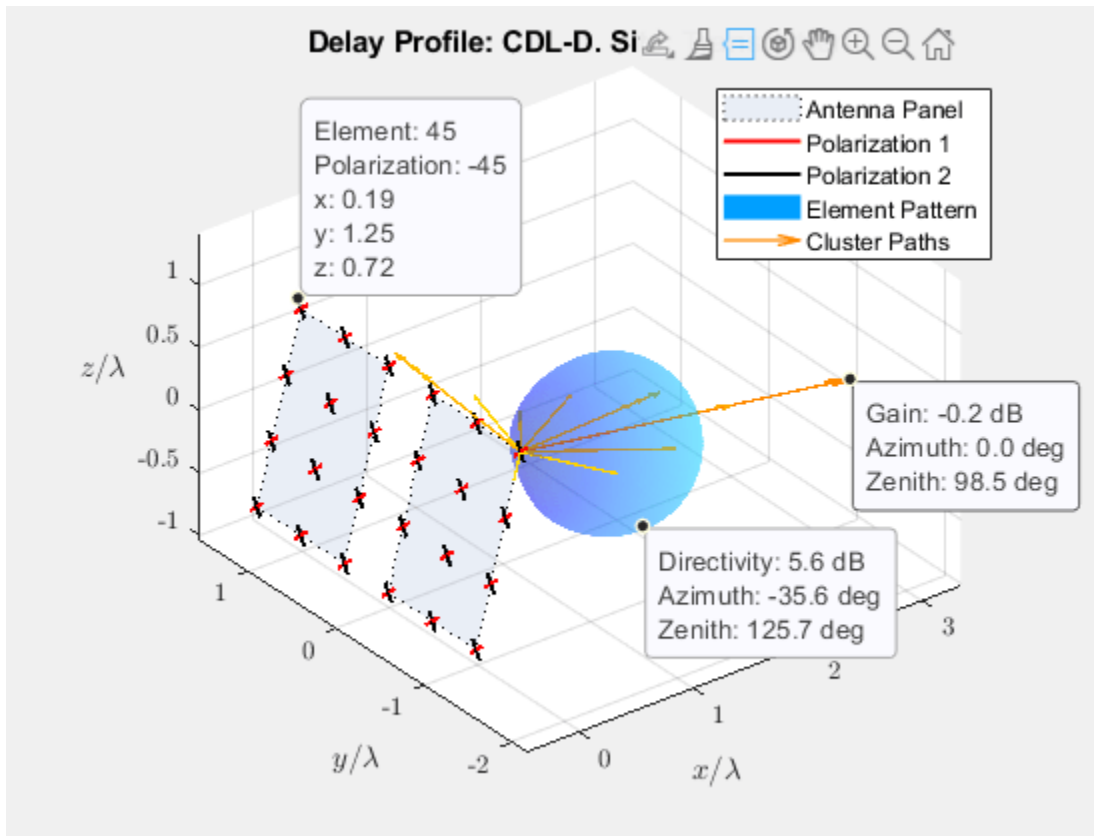 Delay Profile: CDL-D. Si
Element: 45
Polarization: -45
x: 0.19
y: 1.25
z: 0.72
Antenna Panel
Polarization 1
Polarization 2
Element Pattern
Cluster Paths
1
0.5
0
-0.5
-1
z/λ
Gain: -0.2 dB
Azimuth: 0.0 deg
Zenith: 98.5 deg
Directivity: 5.6 dB
Azimuth: -35.6 deg
Zenith: 125.7 deg
1
0
-1
-2
y/λ
0
1
2
3
x/λ